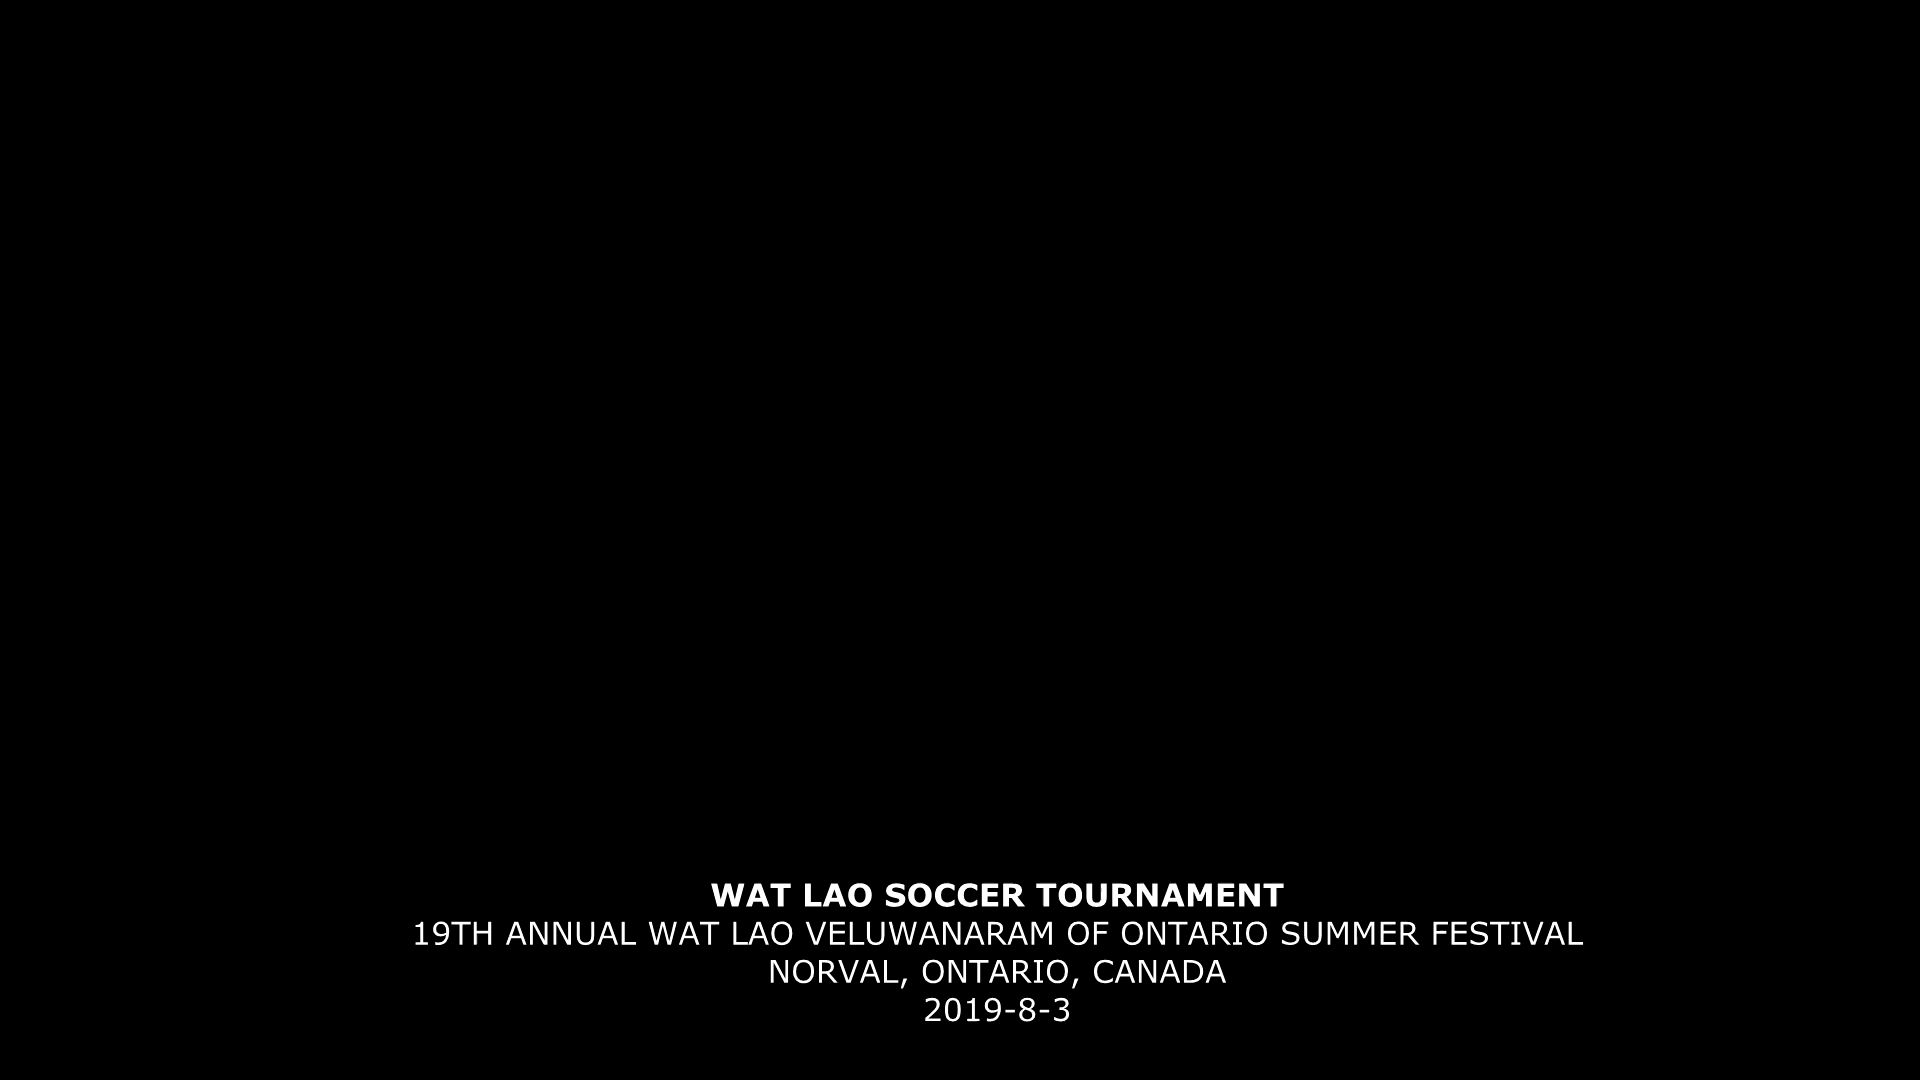 WAT LAO SOCCER TOURNAMENT
19TH ANNUAL WAT LAO VELUWANARAM OF ONTARIO SUMMER FESTIVAL
NORVAL, ONTARIO, CANADA
2019-8-3